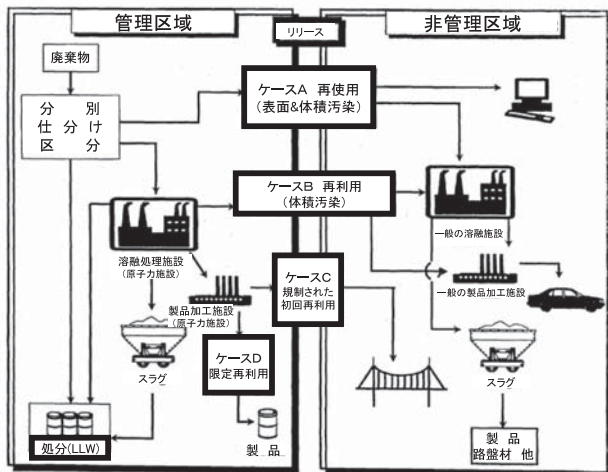 管理区域
リリース
非管理区域
廃棄物
分 別
仕 分 け
区 分
ケースA 再使用
(表面&体積汚染)
ケースB 再利用
(体積汚染)
溶融処理施設
(原子力施設)
製品加工施設
(原子力施設)
ケースC
規制された
初回再利用
ケースD
限定再利用
スラグ
処分(LLW)
製 品
一般の溶融施設
一般の製品加工施設
スラグ
製 品
路盤材 他